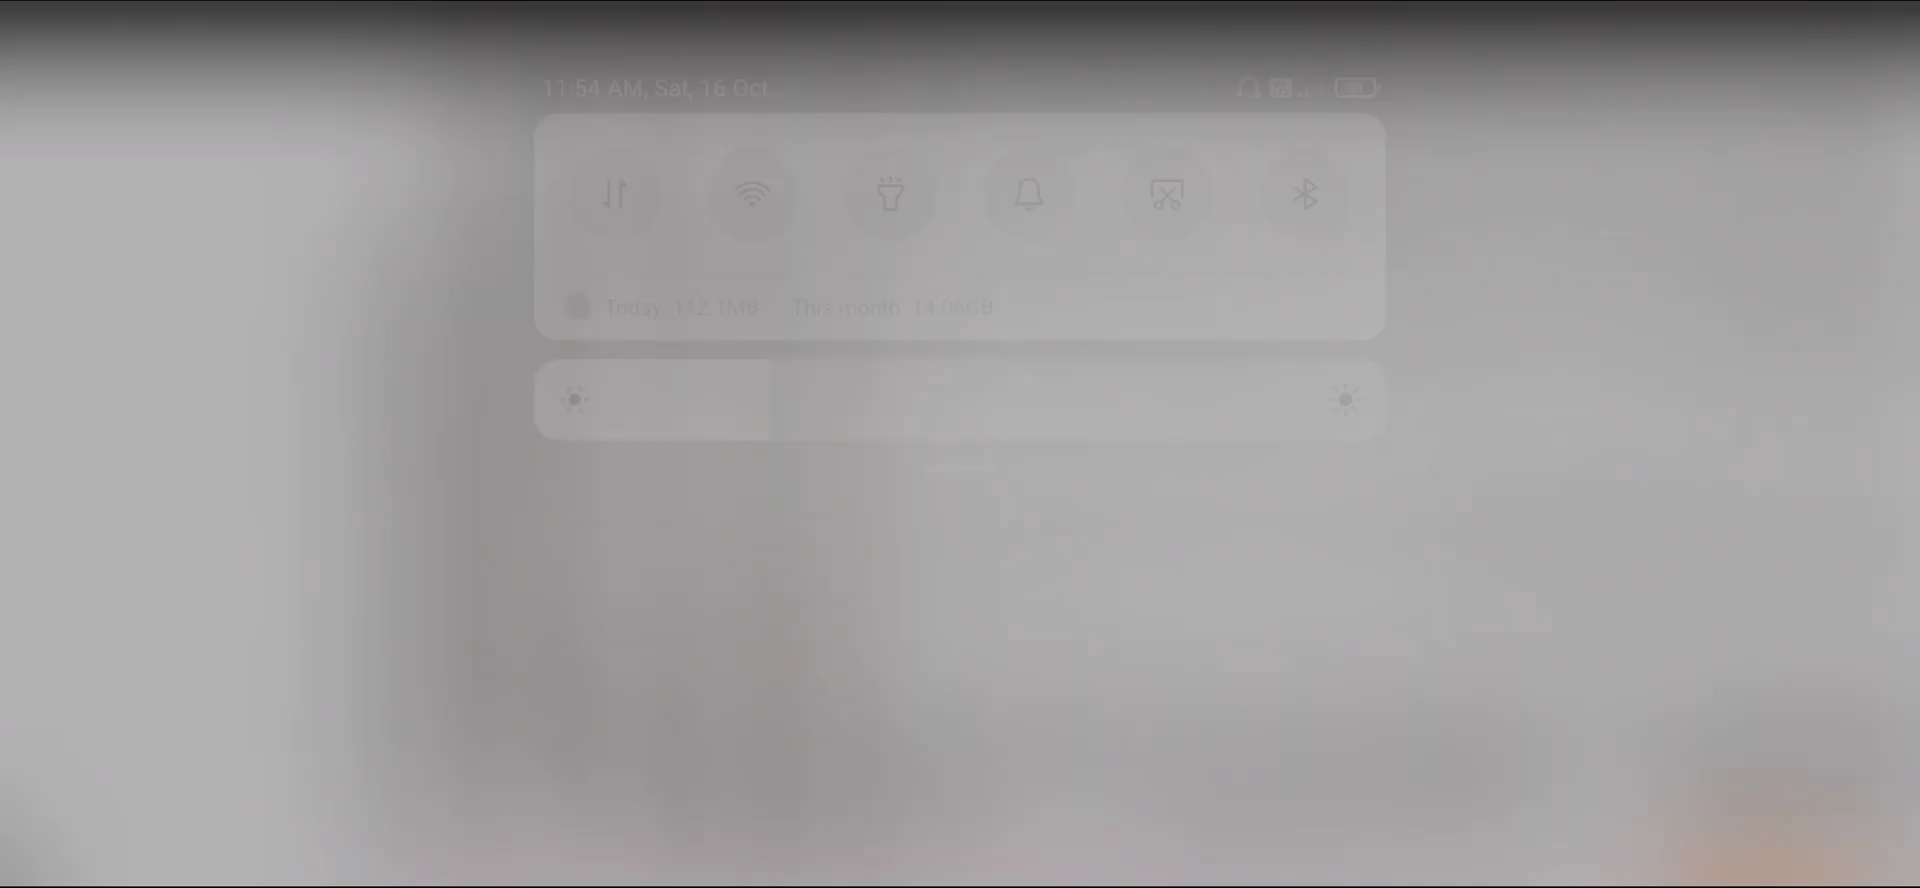 11:54 AM, Sat, 16 Oct
Today 112.1MB This month 14.06GB